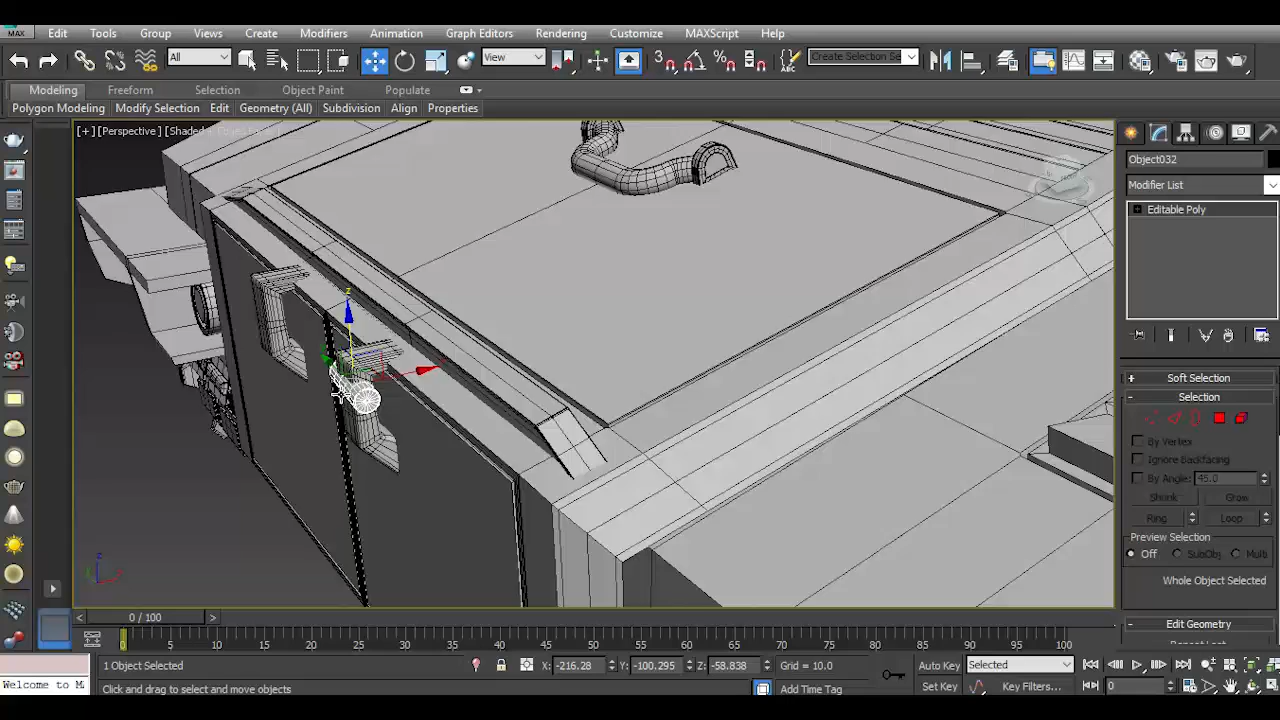 MAX Edit Tools Group Views Create Modifiers Animation Graph Editors Rendering Customize MAXScript Help
All View 3 Create Selection Se
Modeling Freeform Selection Object Paint Populate
Polygon Modeling Modify Selection Edit Geometry (All) Subdivision Align Properties
[+] [Perspective]
Object032
Modifier List
Editable Poly
+ Soft Selection
- Selection
By Vertex
Ignore Backfacing
By Angle: 45.0
Shrink Grow
Ring Loop
Preview Selection
Off SubObj Multi
Whole Object Selected
- Edit Geometry
Repeat Last
z
x
z
< 0 / 100 >
0 5 10 15 20 25 30 35 40 45 50 55 60 65 70 75 80 85 90 95 100
1 Object Selected X: -216.28 Y: -100.295 Z: -58.838 Grid = 10.0 Auto Key Selected
Welcome to M Click and drag to select and move objects Add Time Tag Set Key Key Filters... 0